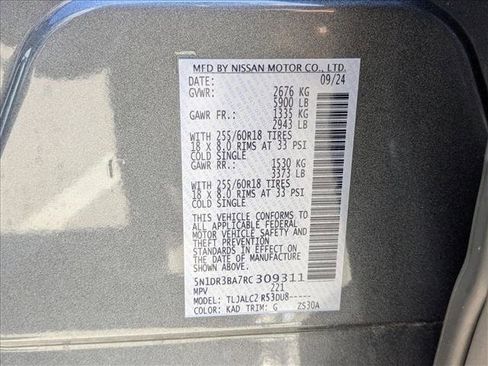 MFD BY NISSAN MOTOR CO., LTD.
DATE: 09/24
GVWR: 2676 KG
5900 LB
GAWR FR.: 1335 KG
2943 LB
WITH 255/60R18 TIRES
18 x 8.0 RIMS AT 33 PSI
COLD SINGLE
GAWR RR.: 1530 KG
3373 LB
WITH 255/60R18 TIRES
18 x 8.0 RIMS AT 33 PSI
COLD SINGLE
THIS VEHICLE CONFORMS TO
ALL APPLICABLE FEDERAL
MOTOR VEHICLE SAFETY AND
THEFT PREVENTION
STANDARDS IN EFFECT ON
THE DATE OF MANUFACTURE
SHOWN ABOVE.
5N1DR3BA7RC309311
MPV 221
MODEL: TLJALC2 R53DU8-----
COLOR: KAD TRIM: G ZS30A